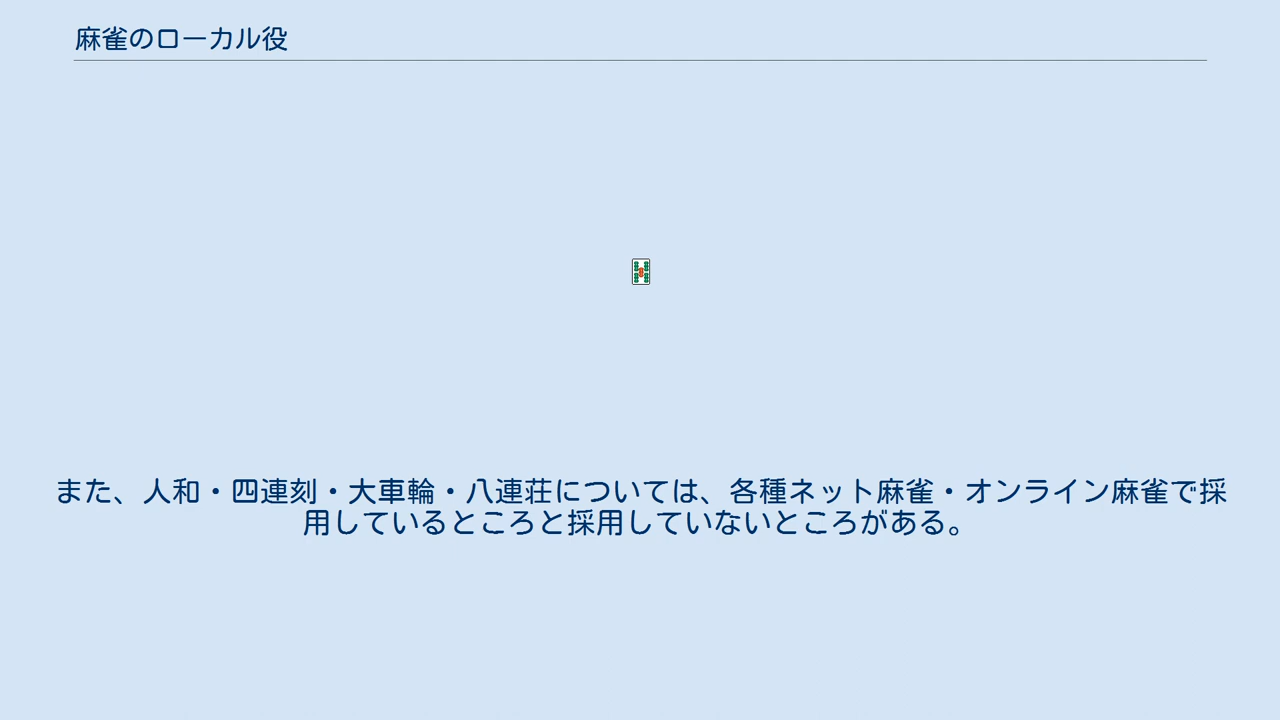 麻雀のローカル役
また、人和・四連刻・大車輪・八連荘については、各種ネット麻雀・オンライン麻雀で採
用しているところと採用していないところがある。